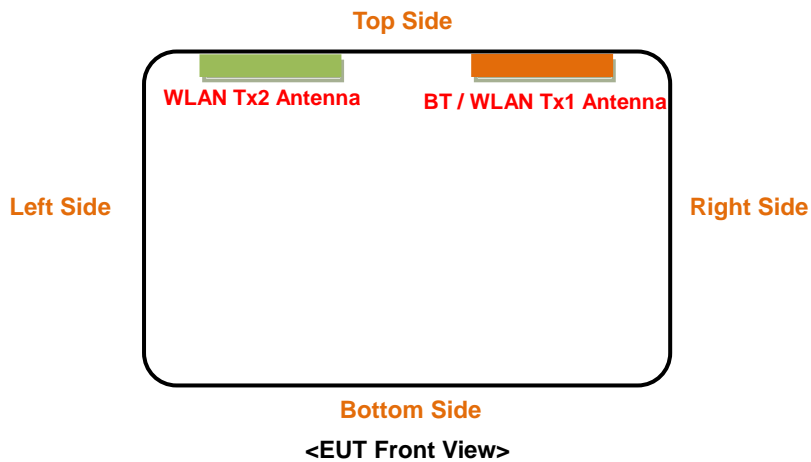 Top Side
WLAN Tx2 Antenna
BT / WLAN Tx1 Antenna
Left Side
Right Side
Bottom Side
<EUT Front View>